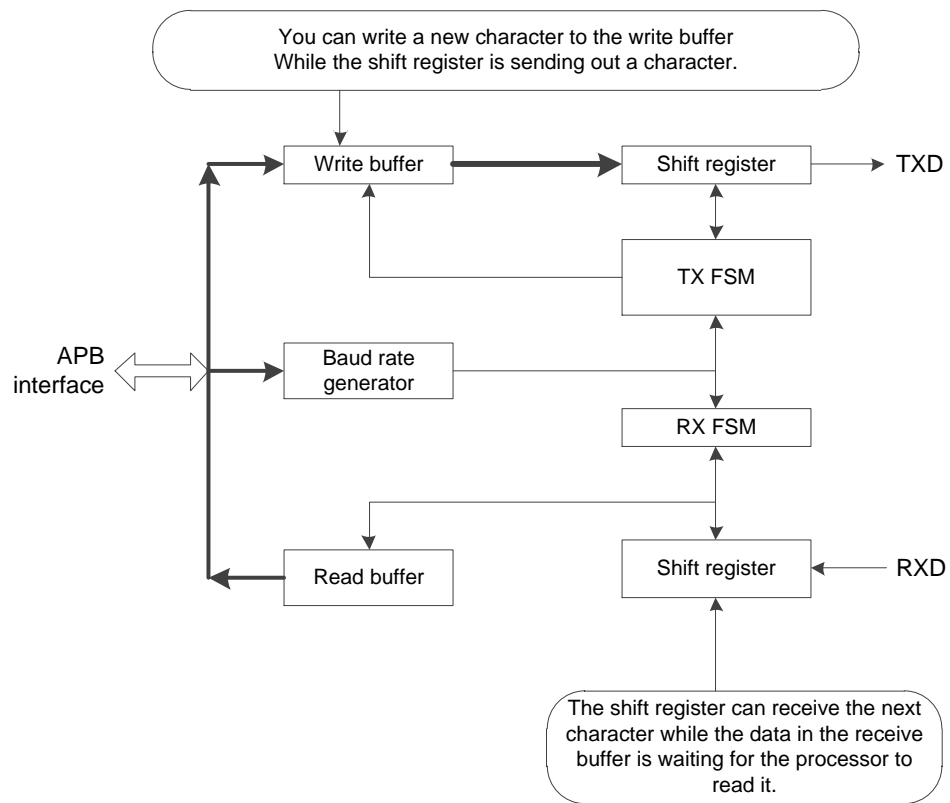 You can write a new character to the write buffer
While the shift register is sending out a character.
Write buffer
Shift register
TXD
TX FSM
APB
interface
Baud rate
generator
RX FSM
Read buffer
Shift register
RXD
The shift register can receive the next
character while the data in the receive
buffer is waiting for the processor to
read it.